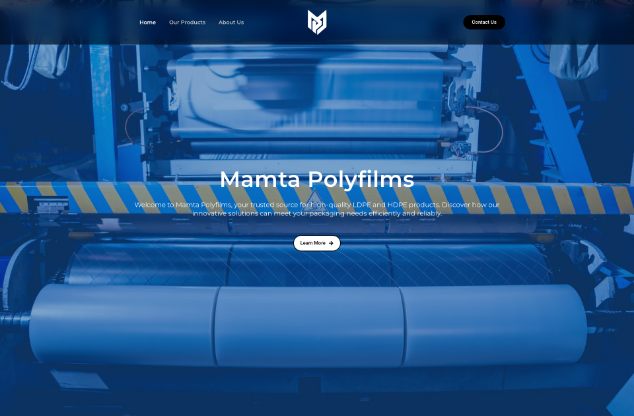 Home
Our Products
About Us
Contact Us
Mamta Polyfilms
Welcome to Mamta Polyfilms, your trusted source for high-quality LDPE and HDPE products. Discover how our
innovative solutions can meet your packaging needs efficiently and reliably.
Learn More